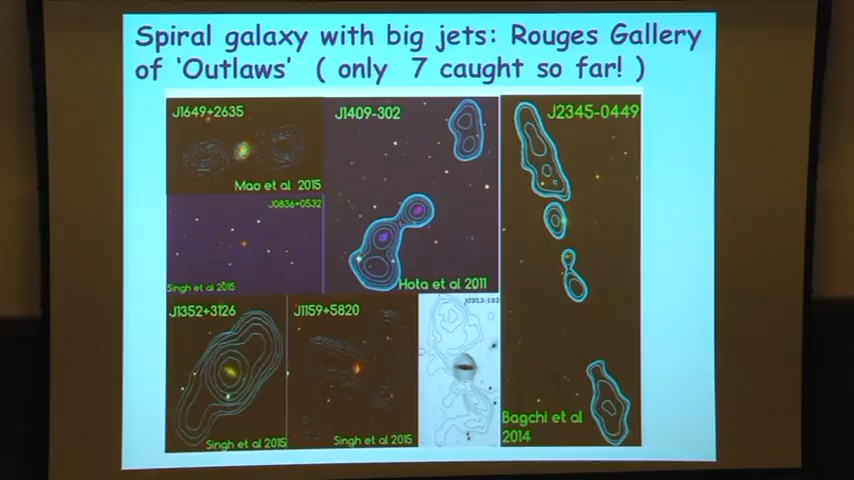 Spiral galaxy with big jets: Rouges Gallery
of 'Outlaws' ( only 7 caught so far! )
J1649+2635
Mao et al 2015
J0836+0532
Singh et al 2015
J1409-302
Hota et al 2011
J2345-0449
Bagchi et al
2014
J1352+3126
Singh et al 2015
J1159+5820
Singh et al 2015